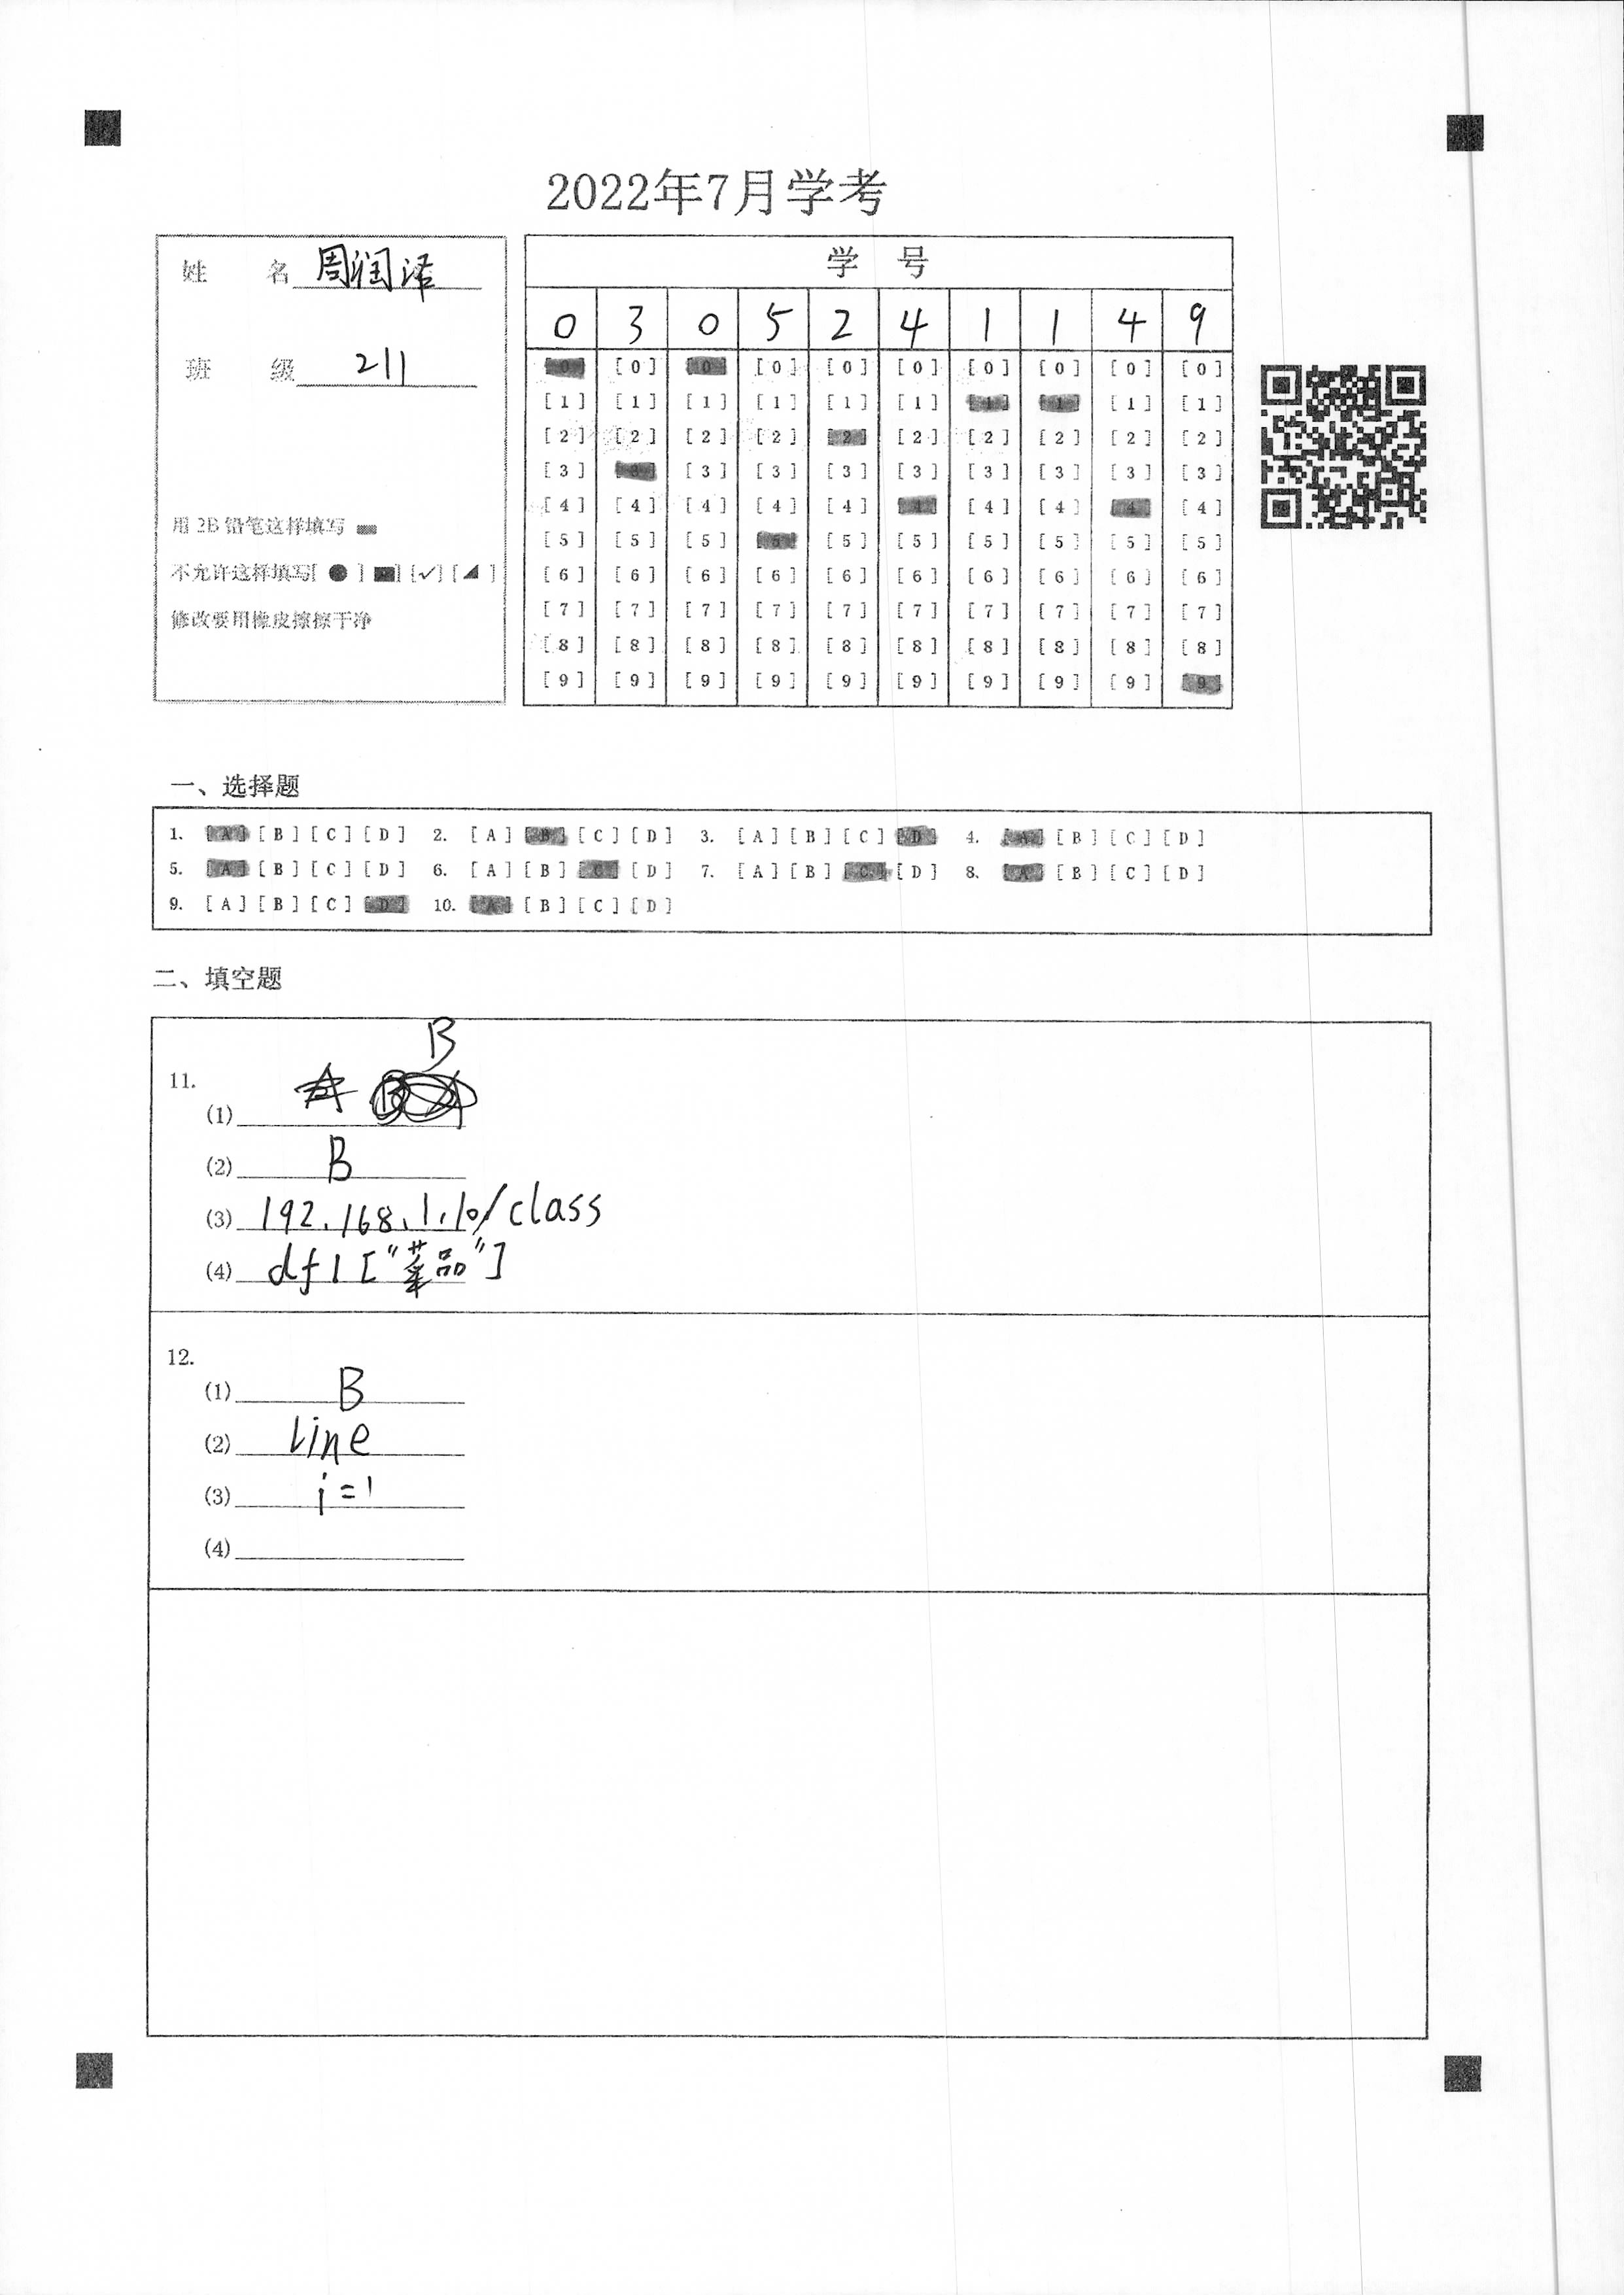 2022年7月学考
姓 名 周润泽
班 级 211
用 2B 铅笔这样填写
不允许这样填写[ ● ] [■] [✓] [◢ ]
修改要用橡皮擦擦干净
学 号
0 3 0 5 2 4 1 1 4 9
[0] [0] [0] [0] [0] [0] [0] [0] [0] [0]
[1] [1] [1] [1] [1] [1] [1] [1] [1] [1]
[2] [2] [2] [2] [2] [2] [2] [2] [2] [2]
[3] [3] [3] [3] [3] [3] [3] [3] [3] [3]
[4] [4] [4] [4] [4] [4] [4] [4] [4] [4]
[5] [5] [5] [5] [5] [5] [5] [5] [5] [5]
[6] [6] [6] [6] [6] [6] [6] [6] [6] [6]
[7] [7] [7] [7] [7] [7] [7] [7] [7] [7]
[8] [8] [8] [8] [8] [8] [8] [8] [8] [8]
[9] [9] [9] [9] [9] [9] [9] [9] [9] [9]
一、选择题
1. [A] [B] [C] [D] 2. [A] [B] [C] [D] 3. [A] [B] [C] [D] 4. [A] [B] [C] [D]
5. [A] [B] [C] [D] 6. [A] [B] [C] [D] 7. [A] [B] [C] [D] 8. [A] [B] [C] [D]
9. [A] [B] [C] [D] 10. [A] [B] [C] [D]
二、填空题
11.
(1) B
(2) B
(3) 192.168.1.10/class
(4) df1["菜品"]
12.
(1) B
(2) line
(3) i=1
(4)